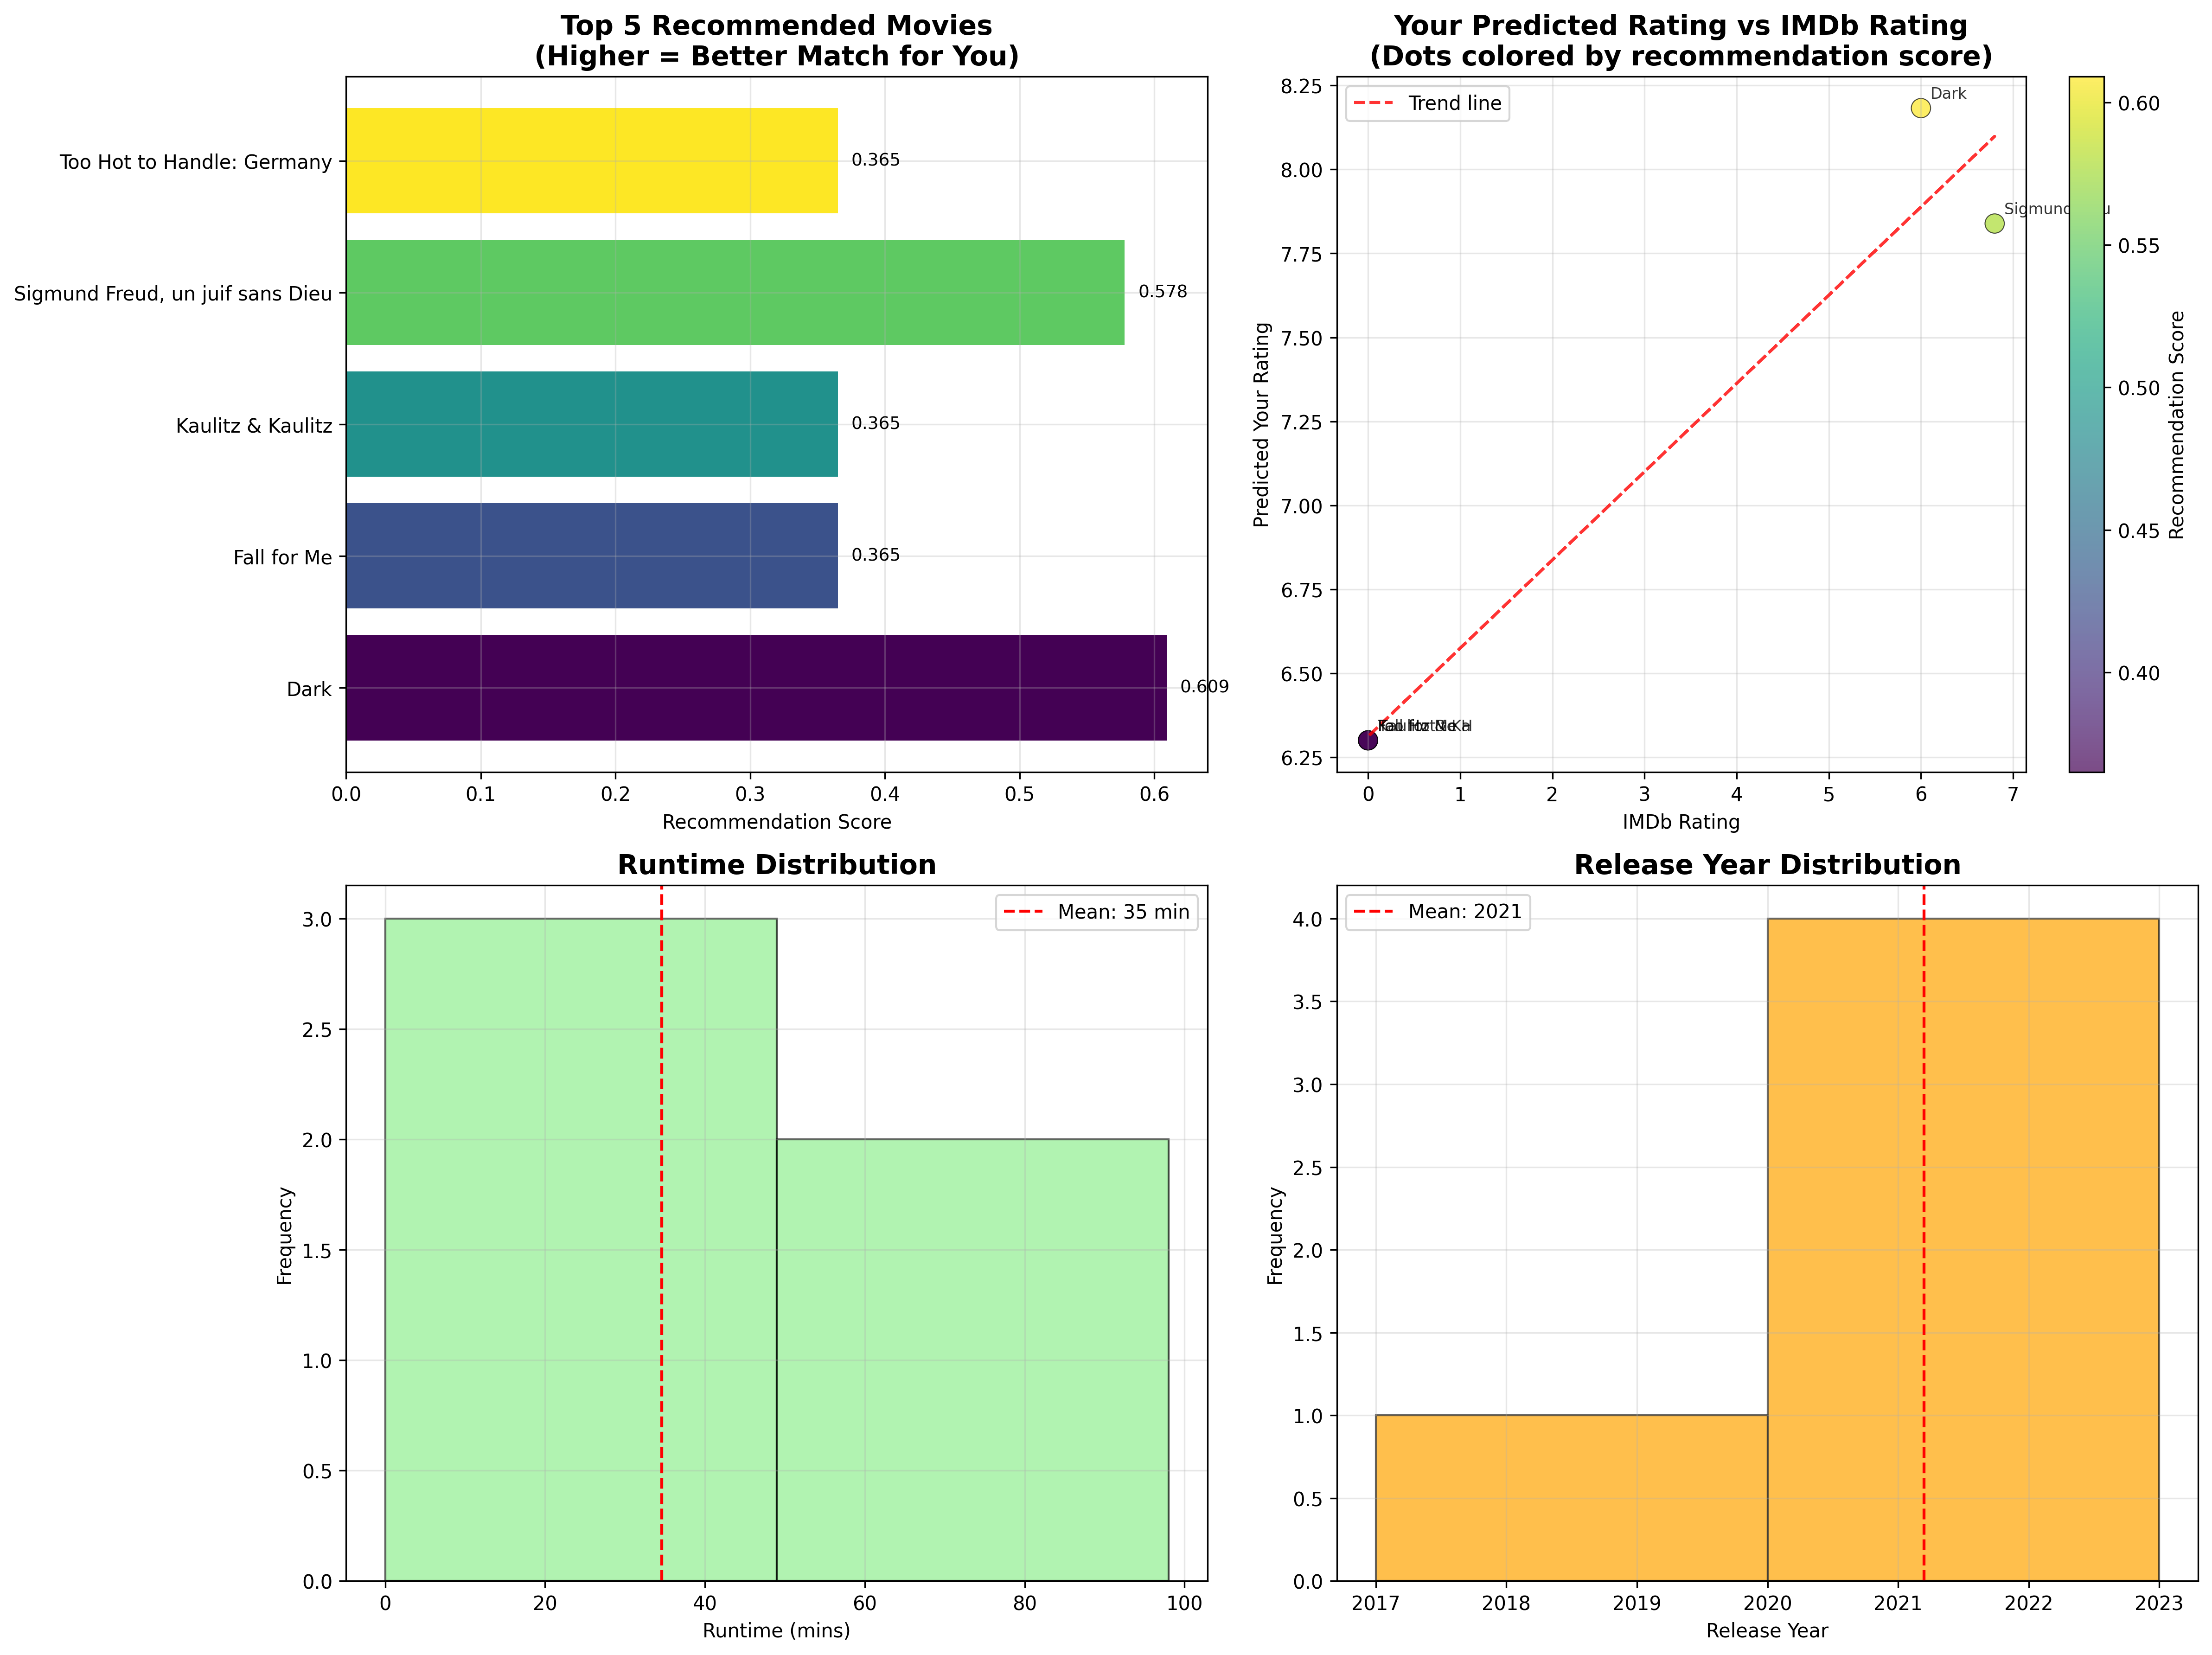 Top 5 Recommended Movies
(Higher = Better Match for You)
Too Hot to Handle: Germany
Sigmund Freud, un juif sans Dieu
Kaulitz & Kaulitz
Fall for Me
Dark
0.365
0.578
0.365
0.365
0.609
0.0 0.1 0.2 0.3 0.4 0.5 0.6
Recommendation Score
Your Predicted Rating vs IMDb Rating
(Dots colored by recommendation score)
Trend line
Dark
8.25
8.00
7.75
7.50
7.25
7.00
6.75
6.50
6.25
Predicted Your Rating
0 1 2 3 4 5 6 7
IMDb Rating
0.60
0.55
0.50
0.45
0.40
Recommendation Score
Runtime Distribution
Mean: 35 min
3.0
2.5
2.0
1.5
1.0
0.5
0.0
Frequency
0 20 40 60 80 100
Runtime (mins)
Release Year Distribution
Mean: 2021
4.0
3.5
3.0
2.5
2.0
1.5
1.0
0.5
0.0
Frequency
2017 2018 2019 2020 2021 2022 2023
Release Year